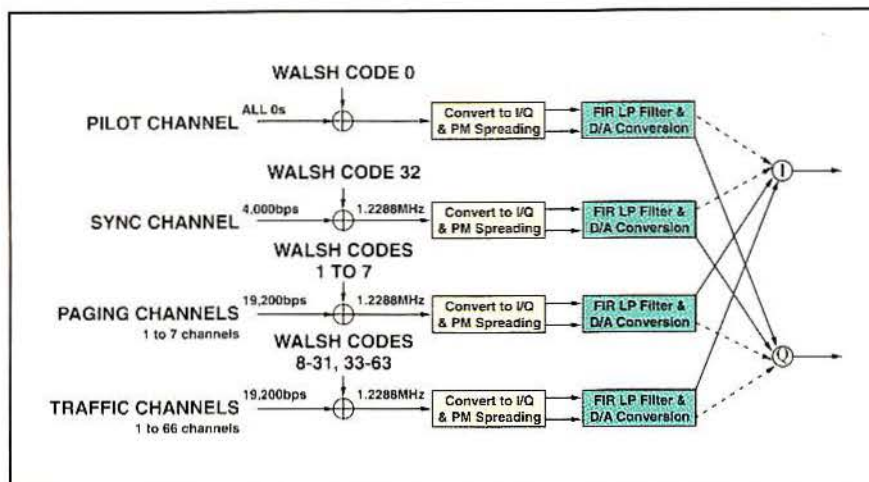 WALSH CODE 0
PILOT CHANNEL
ALL 0s
Convert to I/Q
& PM Spreading
FIR LP Filter &
D/A Conversion
I
WALSH CODE 32
SYNC CHANNEL
4,000bps
1.2288MHz
Convert to I/Q
& PM Spreading
FIR LP Filter &
D/A Conversion
WALSH CODES
1 TO 7
PAGING CHANNELS
1 to 7 channels
19,200bps
1.2288MHz
Convert to I/Q
& PM Spreading
FIR LP Filter &
D/A Conversion
Q
WALSH CODES
8-31, 33-63
TRAFFIC CHANNELS
1 to 66 channels
19,200bps
1.2288MHz
Convert to I/Q
& PM Spreading
FIR LP Filter &
D/A Conversion